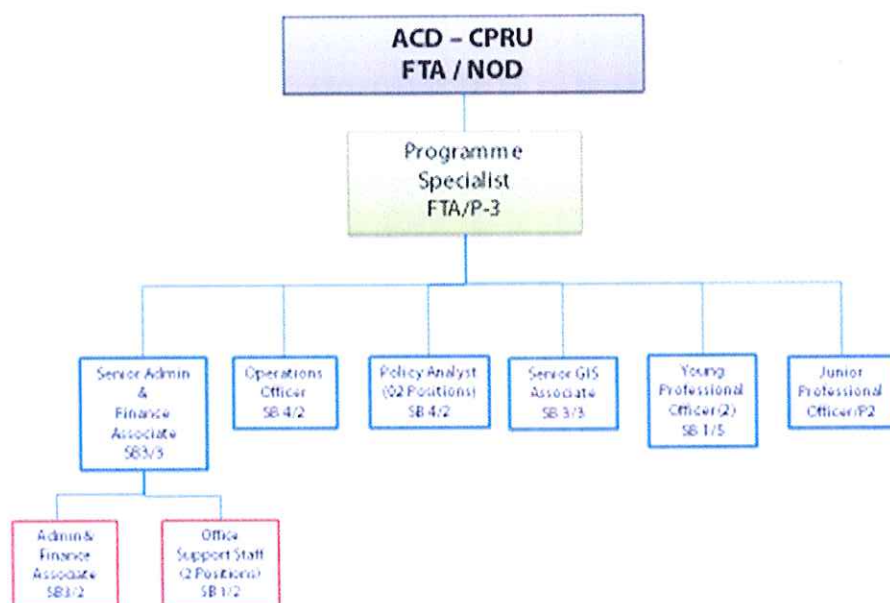 ACD – CPRU
FTA / NOD
Programme
Specialist
FTA/P-3
Senior Admin
&
Finance
Associate
SB3/3
Operations
Officer
SB 4/2
Policy Analyst
(02 Positions)
SB 4/2
Senior GIS
Associate
SB 3/3
Young
Professional
Officer(2)
SB 1/5
Junior
Professional
Officer/P2
Admin &
Finance
Associate
SB3/2
Office
Support Staff
(2 Positions)
SB 1/2